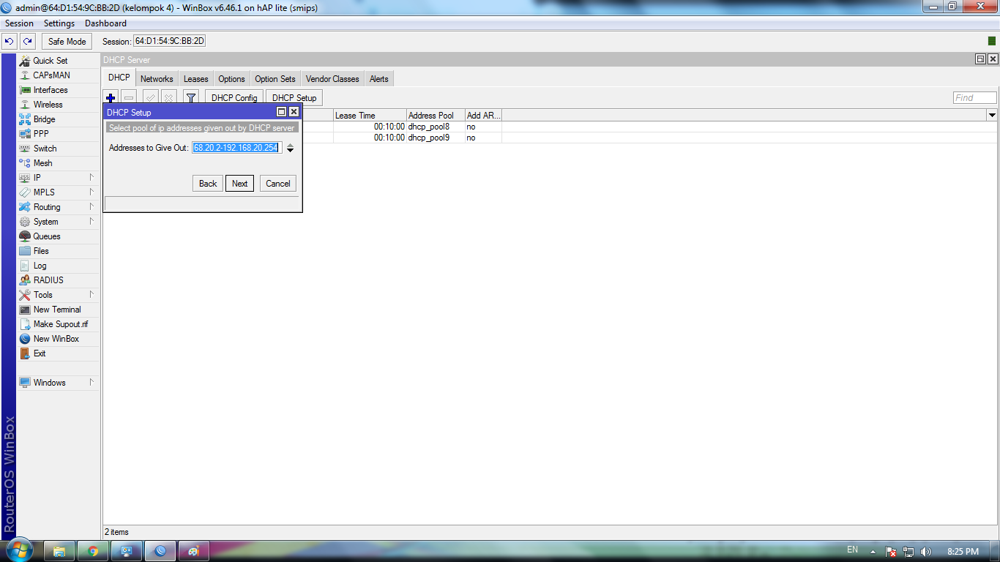 admin@64:D1:54:9C:BB:2D (kelompok 4) - WinBox v6.46.1 on hAP lite (smips)
Session Settings Dashboard
Safe Mode Session: 64:D1:54:9C:BB:2D
Quick Set
CAPsMAN
Interfaces
Wireless
Bridge
PPP
Switch
Mesh
IP
MPLS
Routing
System
Queues
Files
Log
RADIUS
Tools
New Terminal
Make Supout.rif
New WinBox
Exit
Windows
RouterOS WinBox
DHCP Server
DHCP Networks Leases Options Option Sets Vendor Classes Alerts
DHCP Config DHCP Setup Find
Lease Time Address Pool Add AR...
00:10:00 dhcp_pool8 no
00:10:00 dhcp_pool9 no
DHCP Setup
Select pool of ip addresses given out by DHCP server
Addresses to Give Out: 68.20.2-192.168.20.254
Back Next Cancel
2 items
EN 8:25 PM